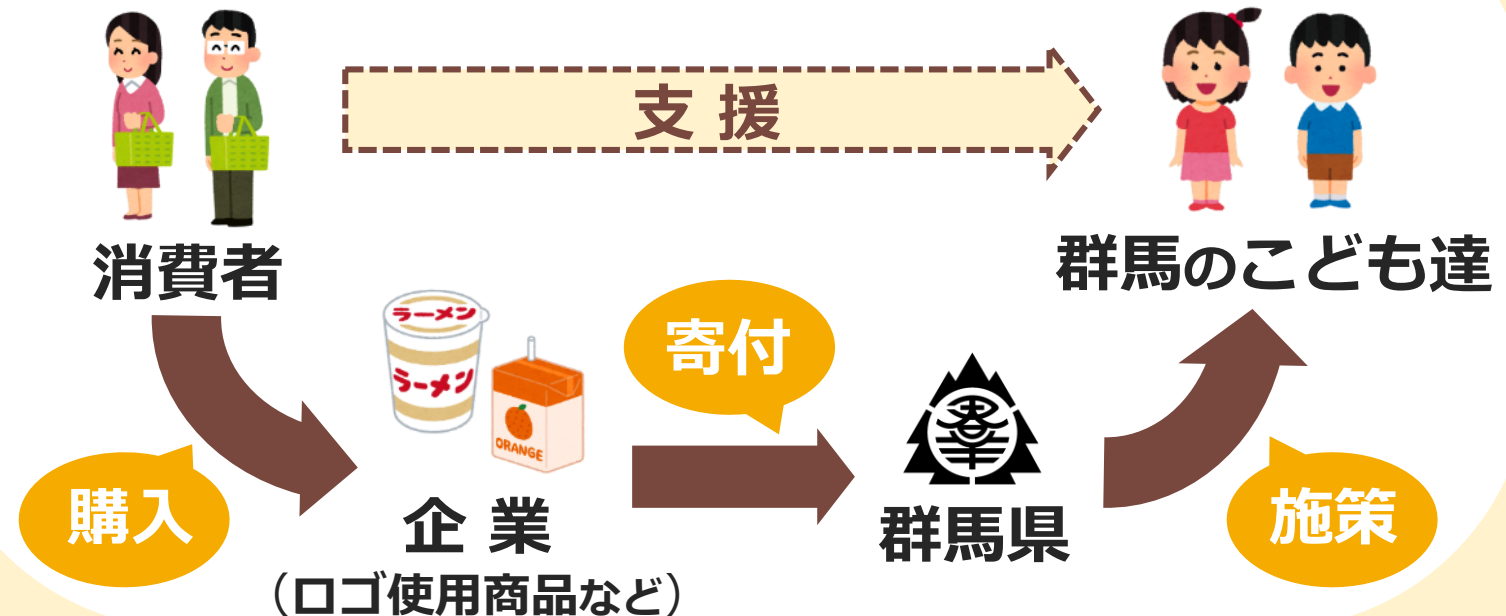 支援
消費者
群馬のこども達
ラーメン
ラーメン
ORANGE
寄付
購入
企業
(ロゴ使用商品など)
群馬県
施策